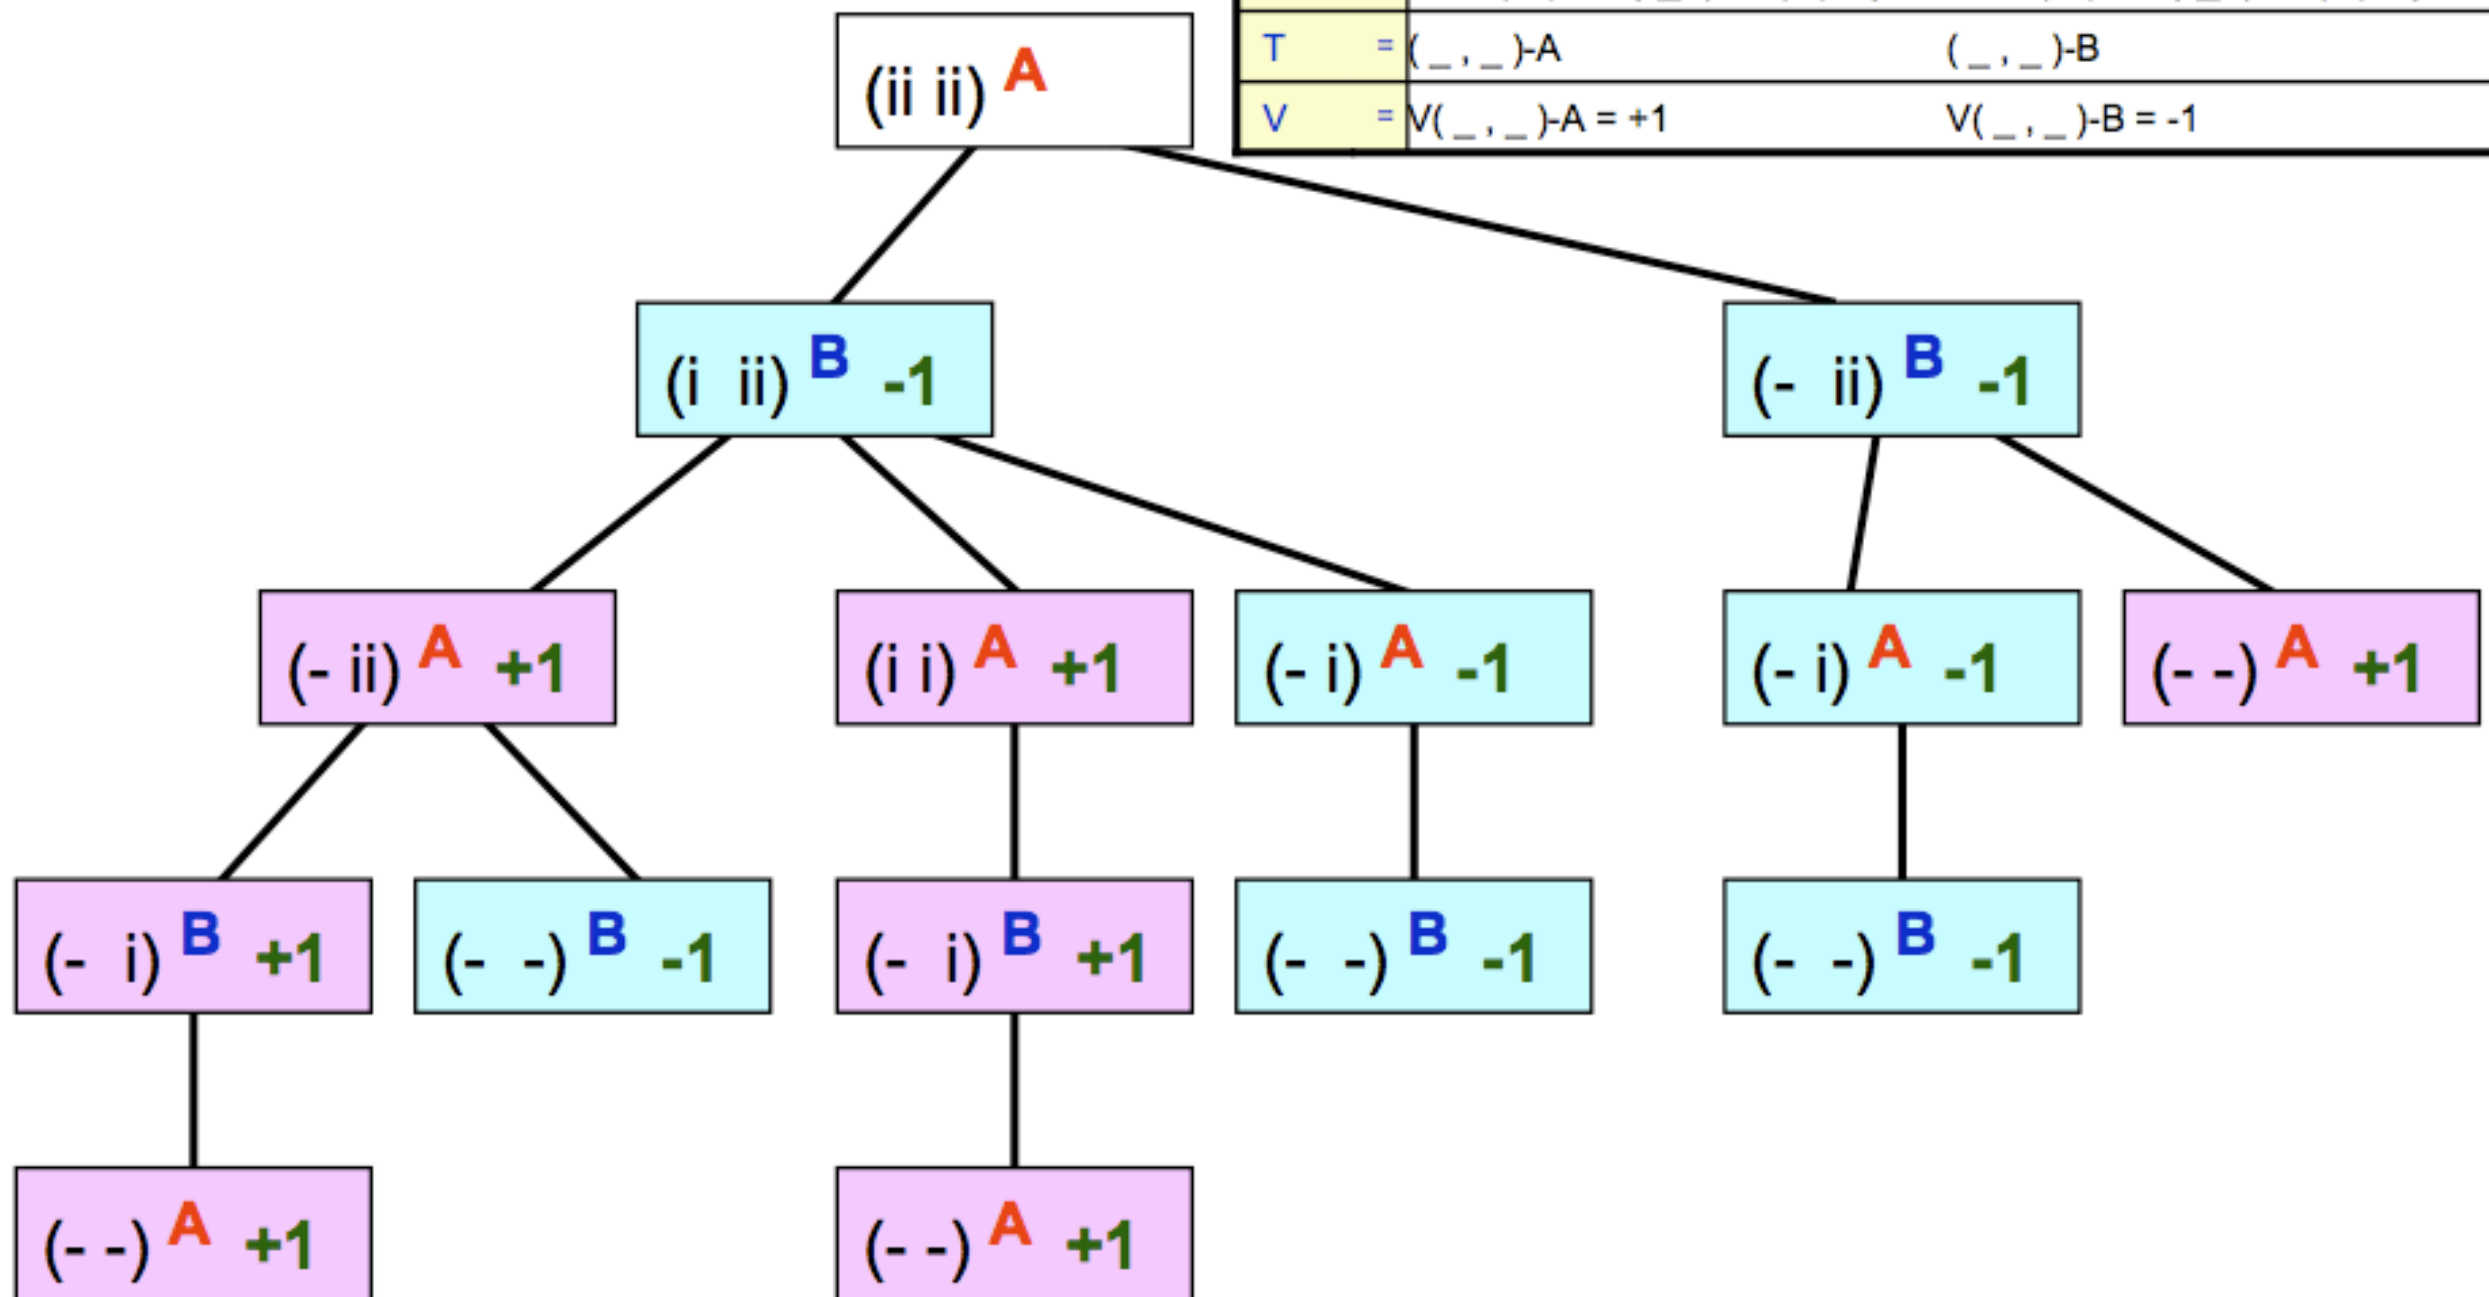 (ii ii) A
T = ( _ , _ )-A ( _ , _ )-B
V = V( _ , _ )-A = +1 V( _ , _ )-B = -1
(i ii) B -1
(- ii) B -1
(- ii) A +1
(i i) A +1
(- i) A -1
(- i) A -1
(- -) A +1
(- i) B +1
(- -) B -1
(- i) B +1
(- -) B -1
(- -) B -1
(- -) A +1
(- -) A +1